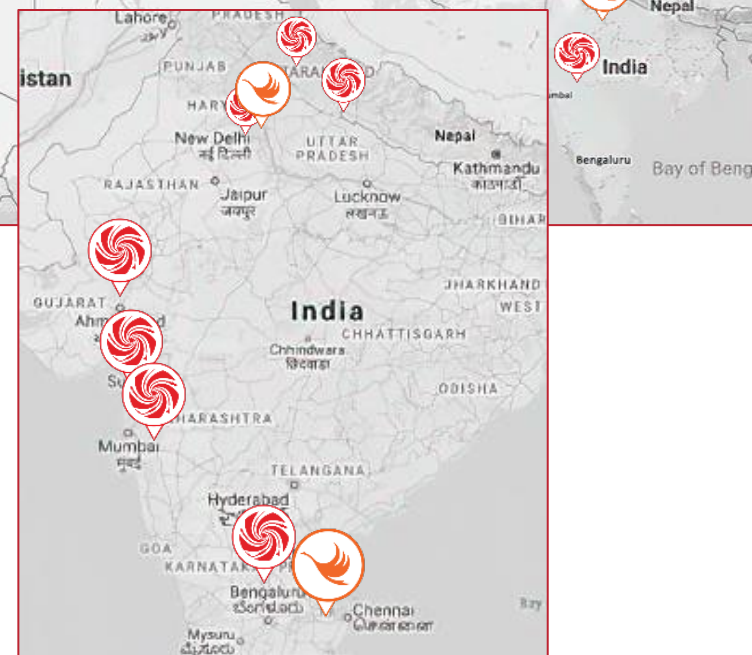 Lahore
PRADESH
Nepal
istan
PUNJAB
India
HARY
New Delhi
नई दिल्ली
UTTAR
PRADESH
Nepal
Kathmandu
काठमाडौँ
Bengaluru
Bay of Beng
RAJASTHAN
Jaipur
जयपुर
Lucknow
लखनऊ
BIHAR
JHARKHAND
WEST
GUJARAT
Ahm
d
India
CHHATTISGARH
Chhindwara
छिंदवाड़ा
Su
ODISHA
HARASHTRA
Mumbai
मुंबई
TELANGANA
Hyderabad
GOA
KARNATAK
Bengaluru
ಬೆಂಗಳೂರು
Chennai
சென்னை
Bay
Mysuru
ಮೈಸೂರು